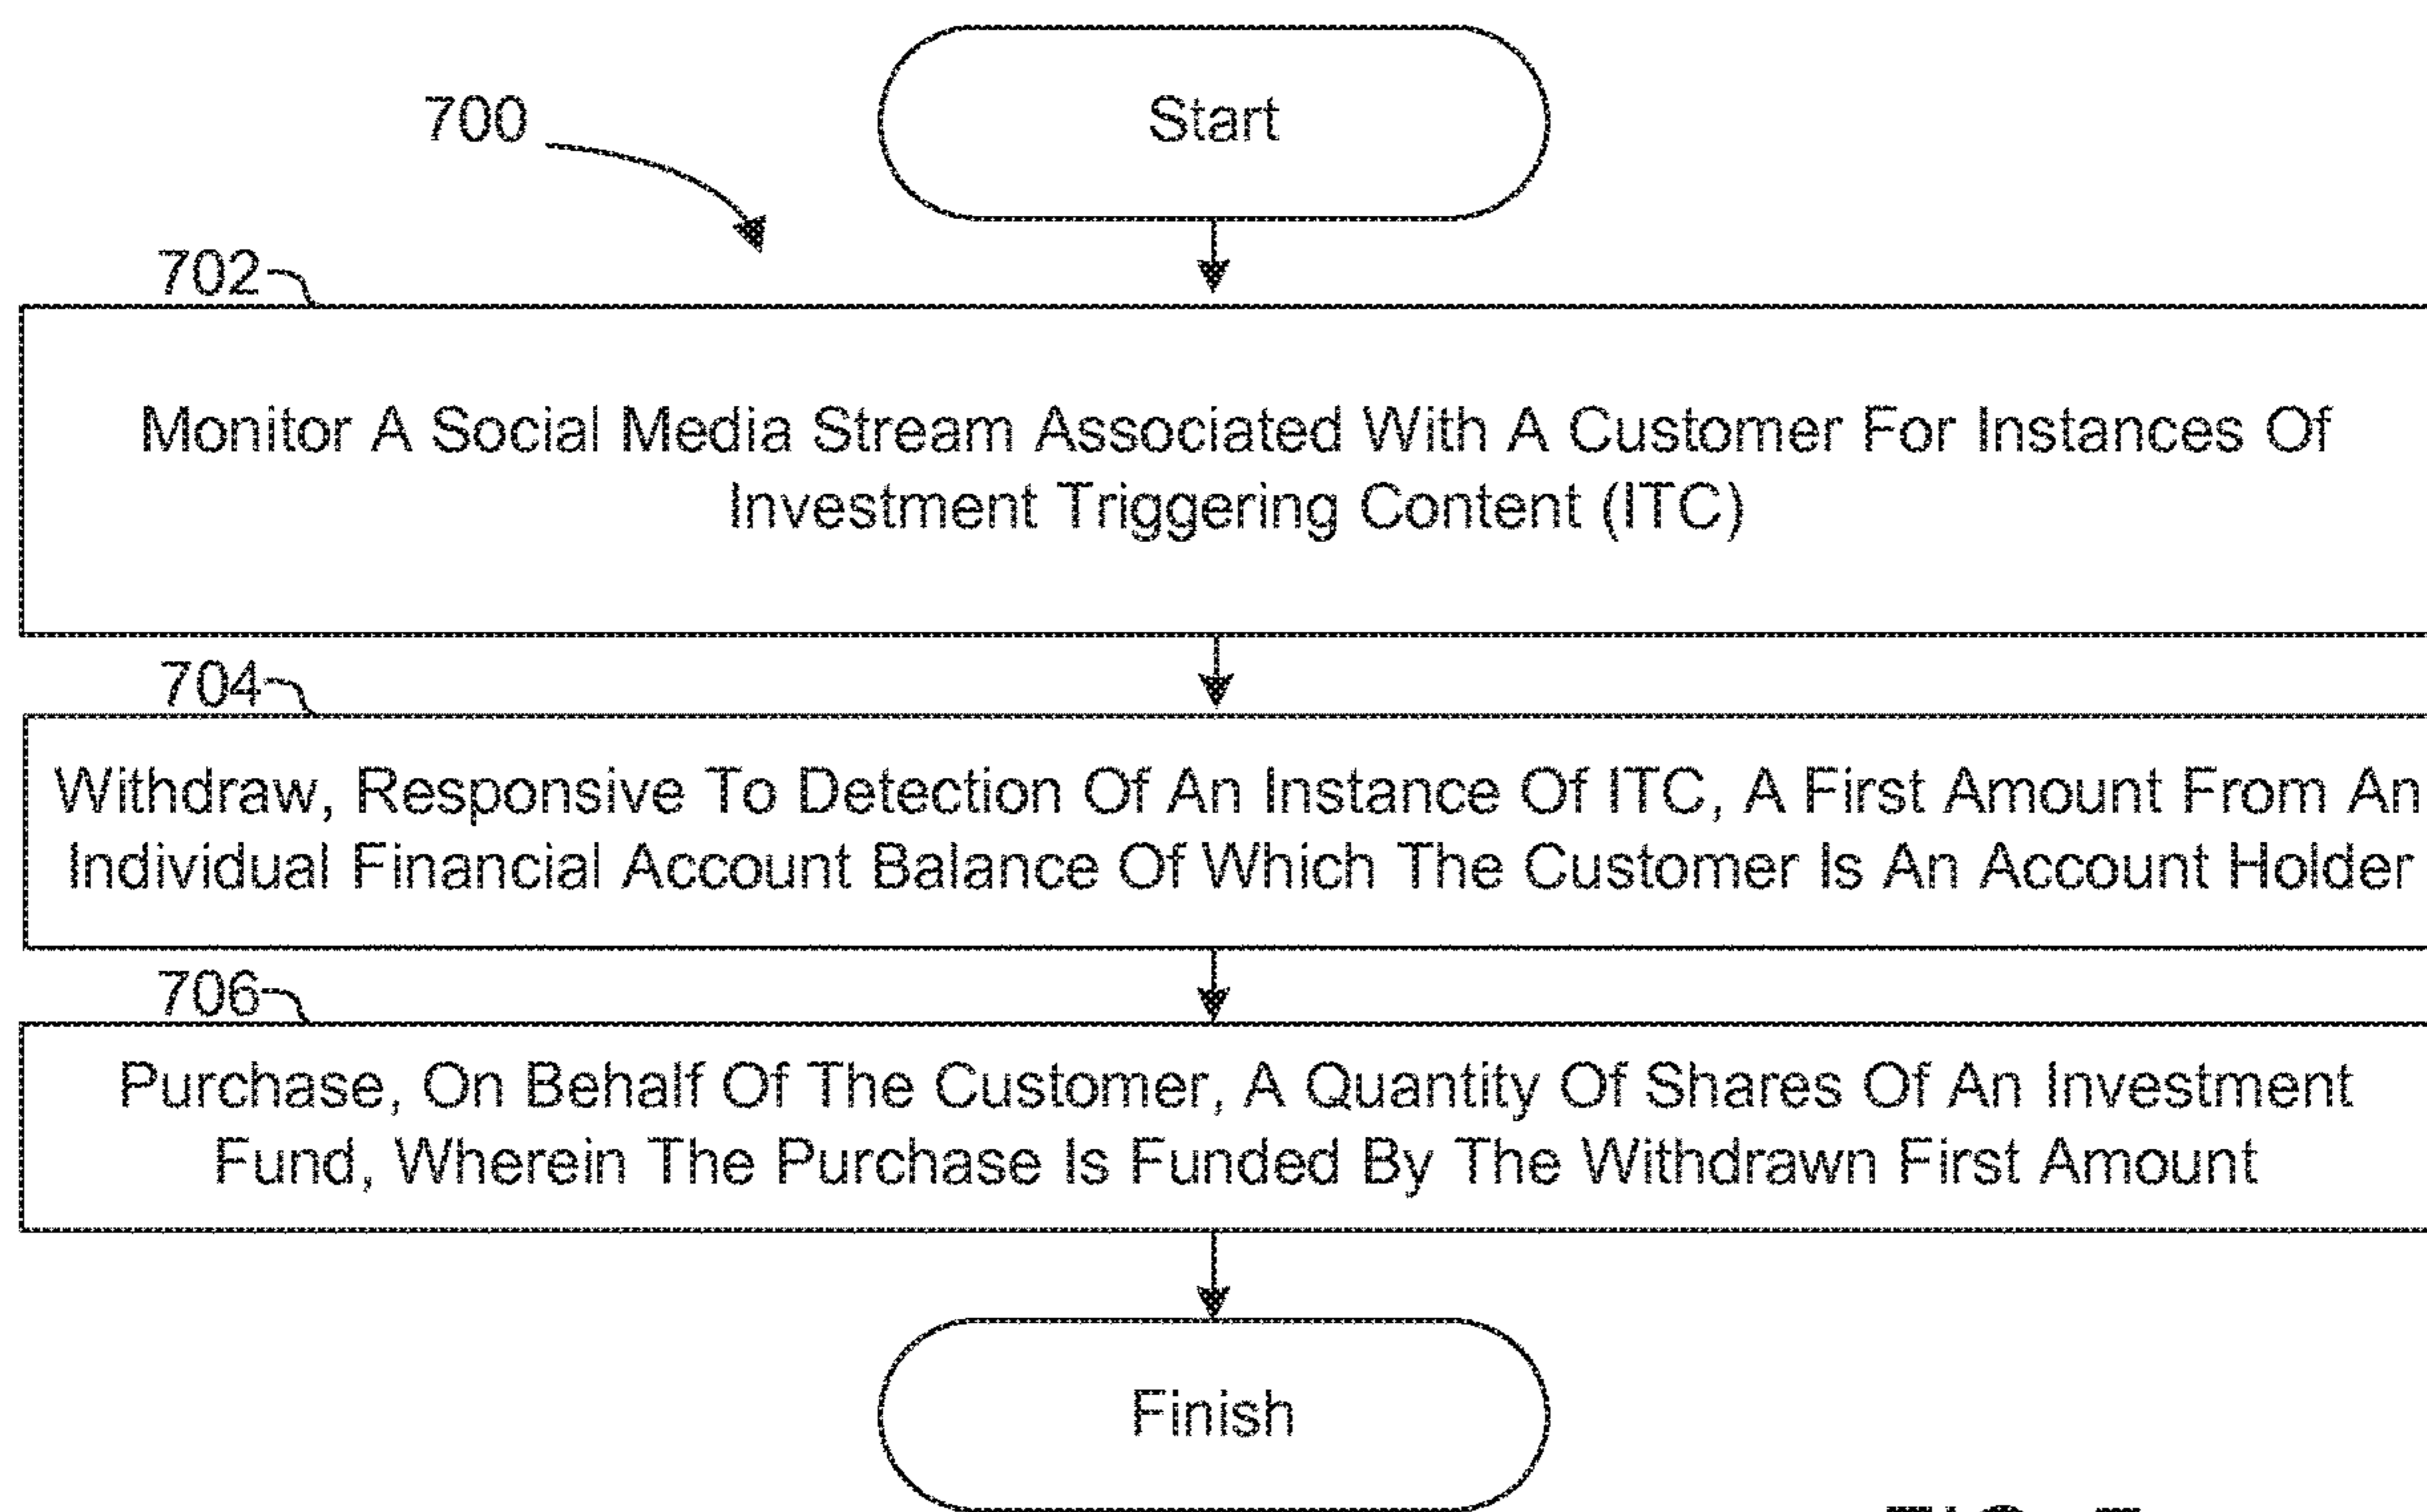 Start
700
702
Monitor A Social Media Stream Associated With A Customer For Instances Of
Investment Triggering Content (ITC)
704
Withdraw, Responsive To Detection Of An Instance Of ITC, A First Amount From An
Individual Financial Account Balance Of Which The Customer Is An Account Holder
706
Purchase, On Behalf Of The Customer, A Quantity Of Shares Of An Investment
Fund, Wherein The Purchase Is Funded By The Withdrawn First Amount
Finish